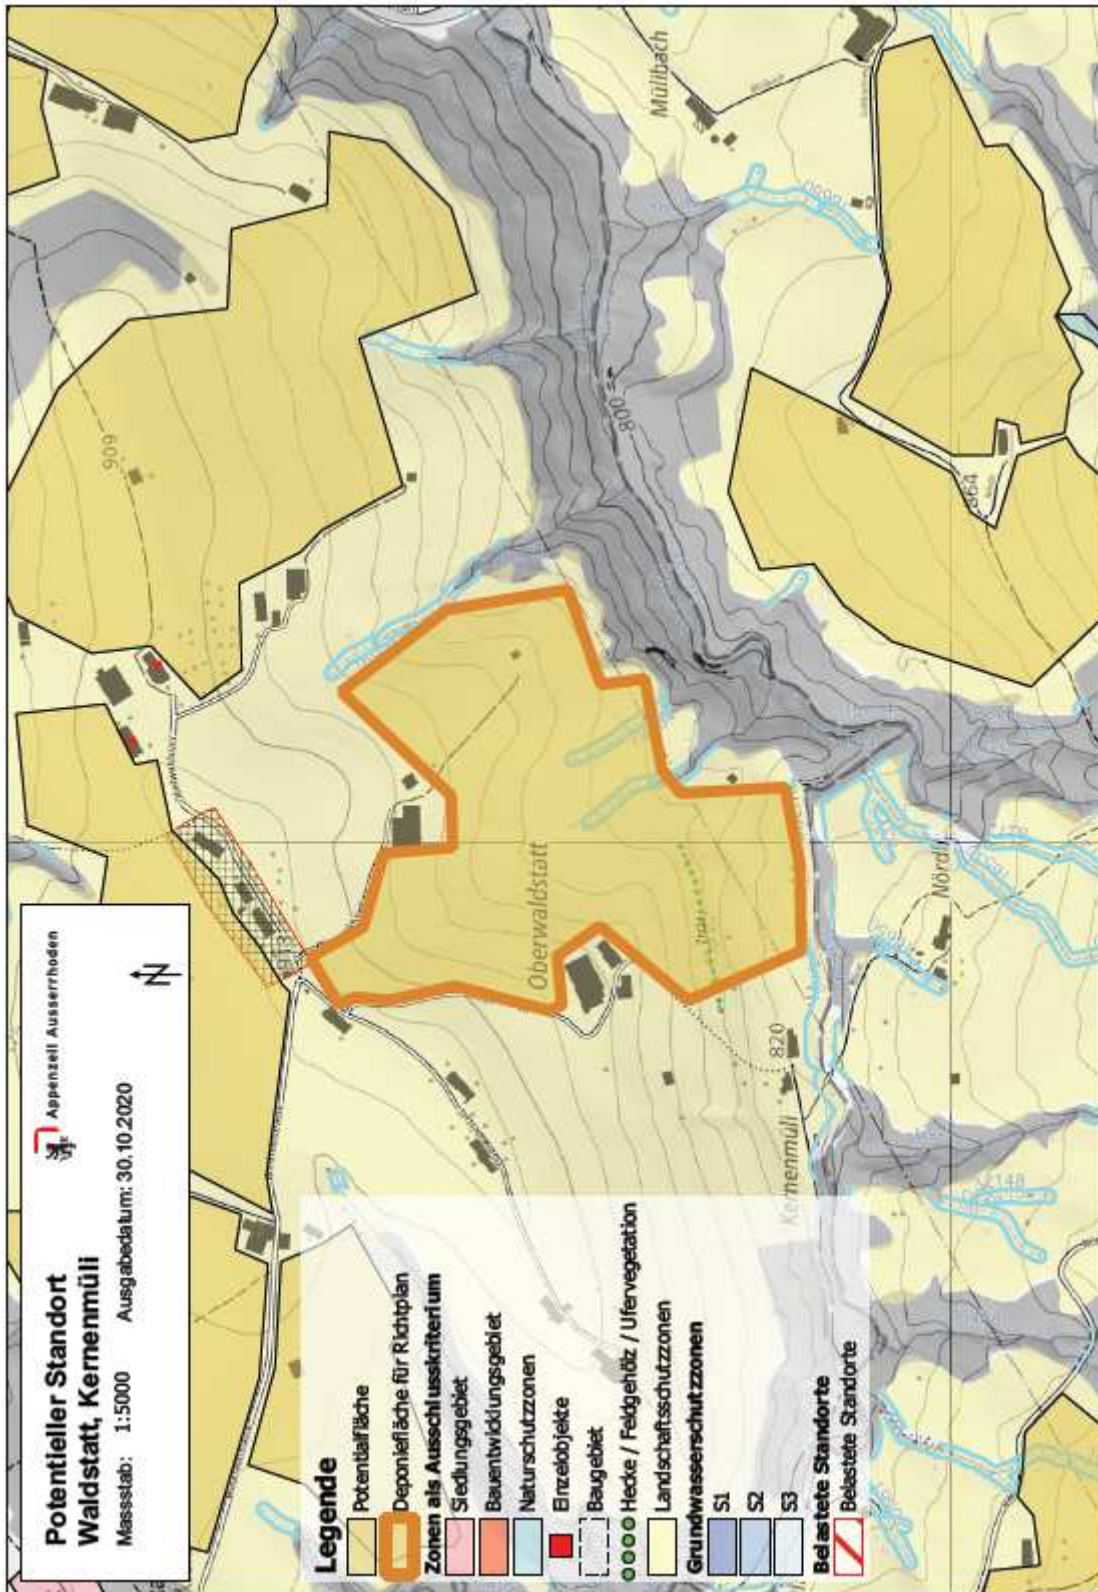 Potentieller Standort
Waldstatt, Kernenmüli
Massstab: 1:5000 Ausgabedatum: 30.10.2020
Appenzell Ausserrhoden
N
Legende
Potentialfläche
Deponiefläche für Richtplan
Zonen als Ausschlusskriterium
Siedlungsgebiet
Bauentwicklungsgebiet
Naturschutzzonen
Einzelobjekte
Baugebiet
Hecke / Feldgehölz / Ufervegetation
Landschaftsschutzzonen
Grundwasserschutzzonen
S1
S2
S3
Belastete Standorte
Belastete Standorte
909
913
Oberwaldstatt
Kernenmüli
820
Nördli
800
864
Mülibach